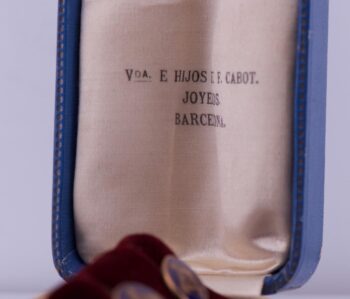 VDA. E HIJOS DE F. CABOT.
JOYEROS
BARCELONA.